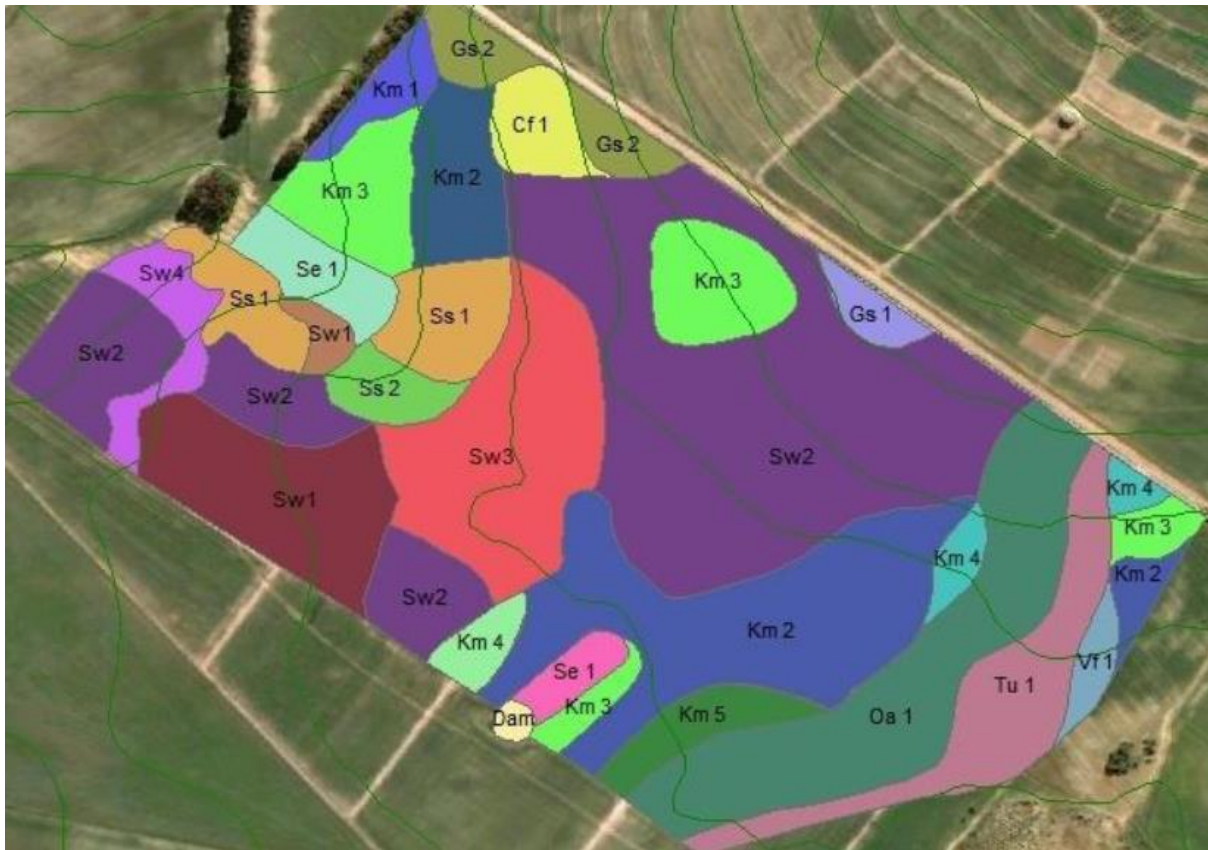 Gs 2
Km 1
Cf 1
Gs 2
Km 3
Km 2
Sw4
Se 1
Km 3
Ss 1
Sw1
Ss 1
Gs 1
Sw2
Ss 2
Sw2
Sw3
Sw2
Sw1
Km 4
Km 3
Km 4
Km 2
Sw2
Km 4
Km 2
Se 1
Vf 1
Tu 1
Km 3
Km 5
Oa 1
Dam